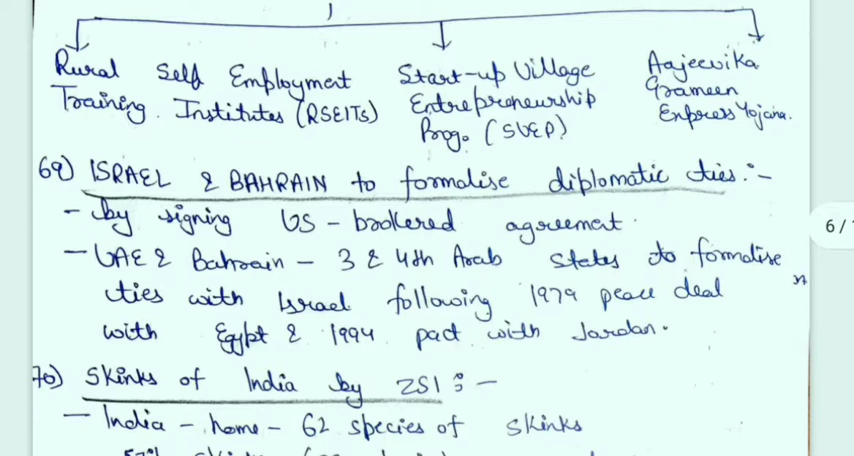 Rural Self Employment
Training Institutes (RSEITs)
Start-up Village
Entrepreneurship
Prog. (SVEP)
Aajeevika
Grameen
Express Yojana.
69) ISRAEL & BAHRAIN to formalise diplomatic ties:-
- by signing US - brokered agreement.
- UAE & Bahrain - 3 & 4th Arab States to formalise
ties with Israel following 1979 peace deal
with Egypt & 1994 pact with Jordan.
70) Skinks of India by ZSI :-
- India - home - 62 species of skinks
57%
6/